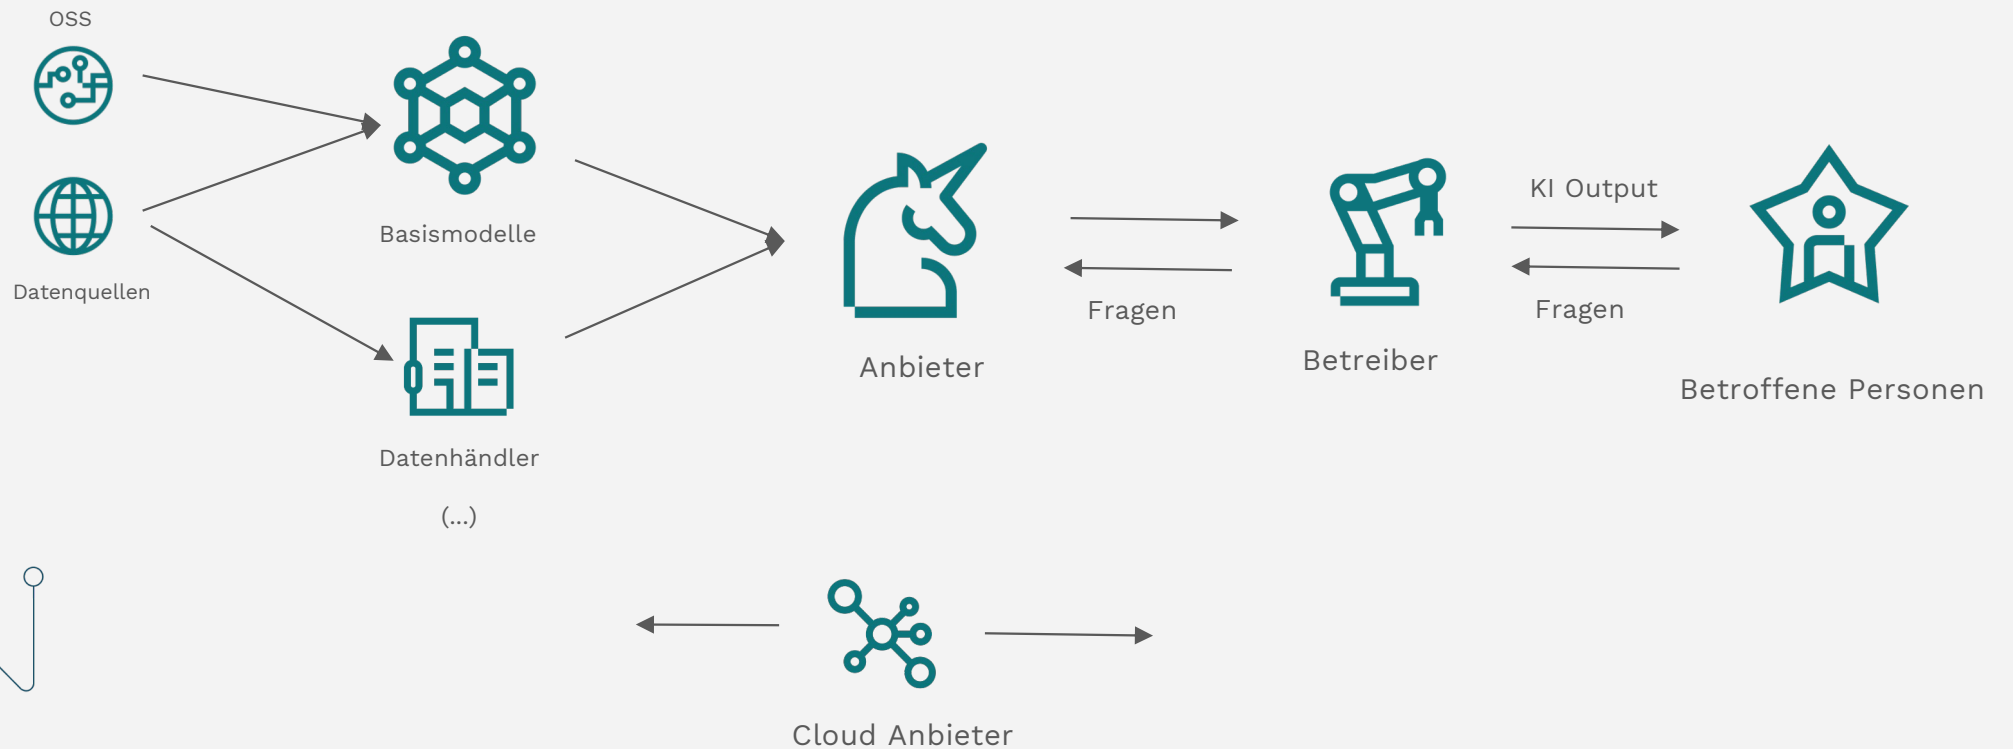 OSS
Datenquellen
Basismodelle
Datenhändler
(...)
Anbieter
Fragen
Betreiber
KI Output
Fragen
Betroffene Personen
Cloud Anbieter